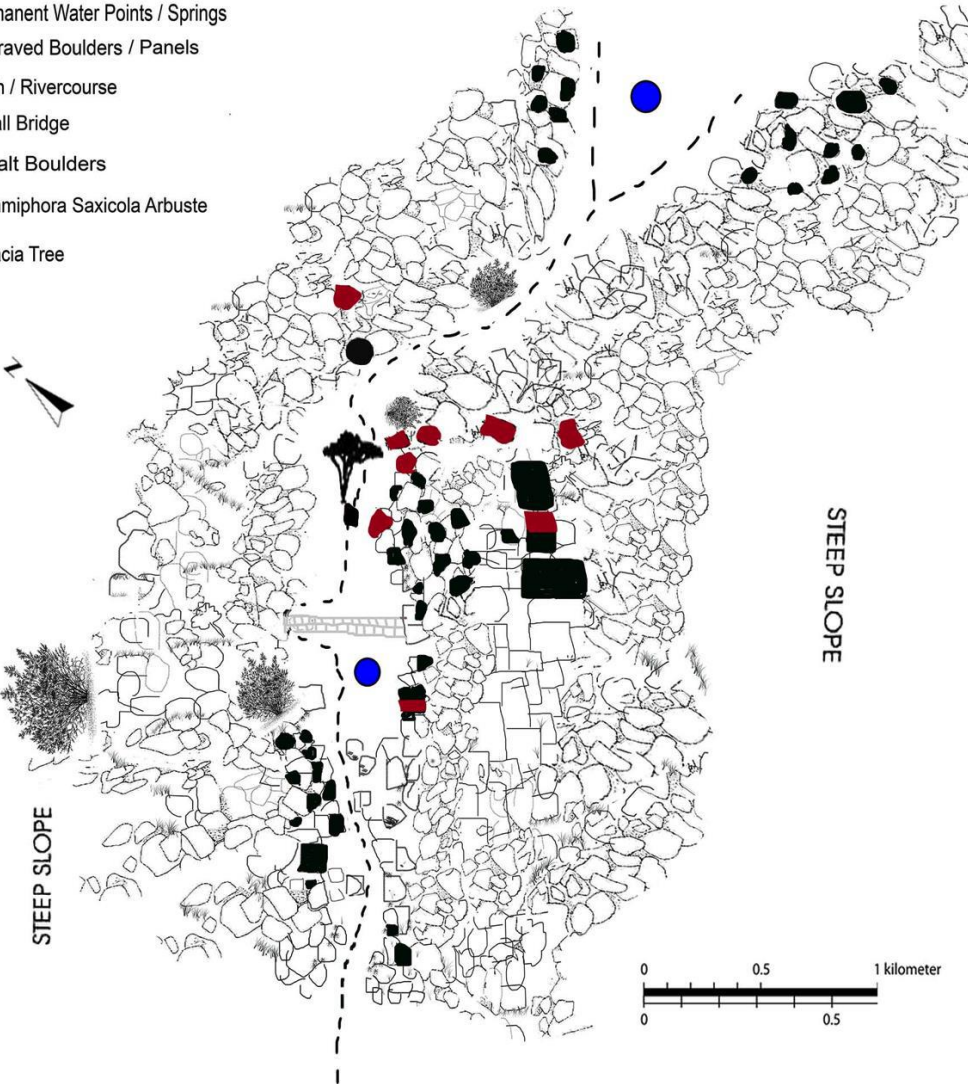 manent Water Points / Springs
raved Boulders / Panels
/ Rivercourse
all Bridge
alt Boulders
miphora Saxicola Arbuste
cia Tree
N
STEEP SLOPE
STEEP SLOPE
0 0.5 1 kilometer
0 0.5